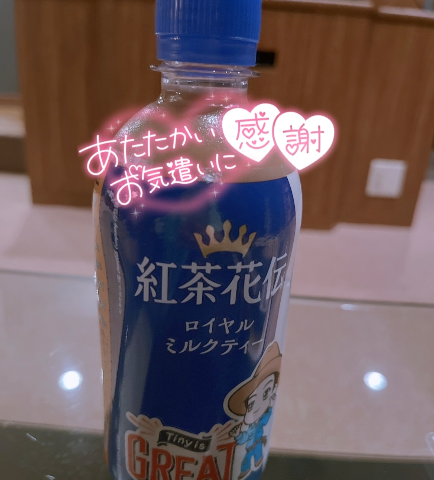 あたたかい
お気遣いに
感謝
紅茶花伝
ロイヤル
ミルクティー
Tiny is
GREAT